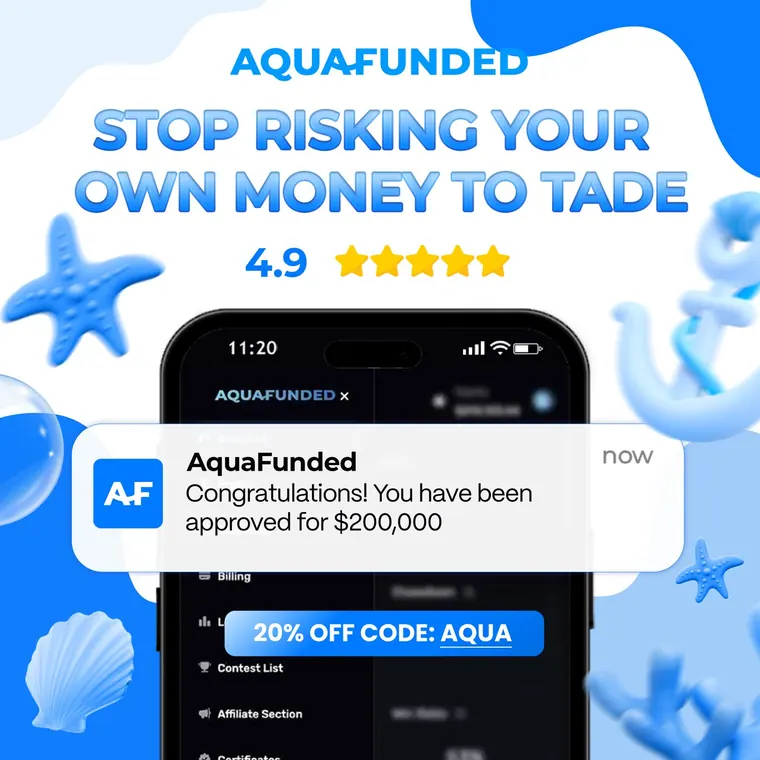 AQUAFUNDED
STOP RISKING YOUR
OWN MONEY TO TADE
4.9
11:20
AQUAFUNDED ×
AF
AquaFunded
now
Congratulations! You have been
approved for $200,000
Billing
20% OFF CODE: AQUA
Contest List
Affiliate Section
Certificates